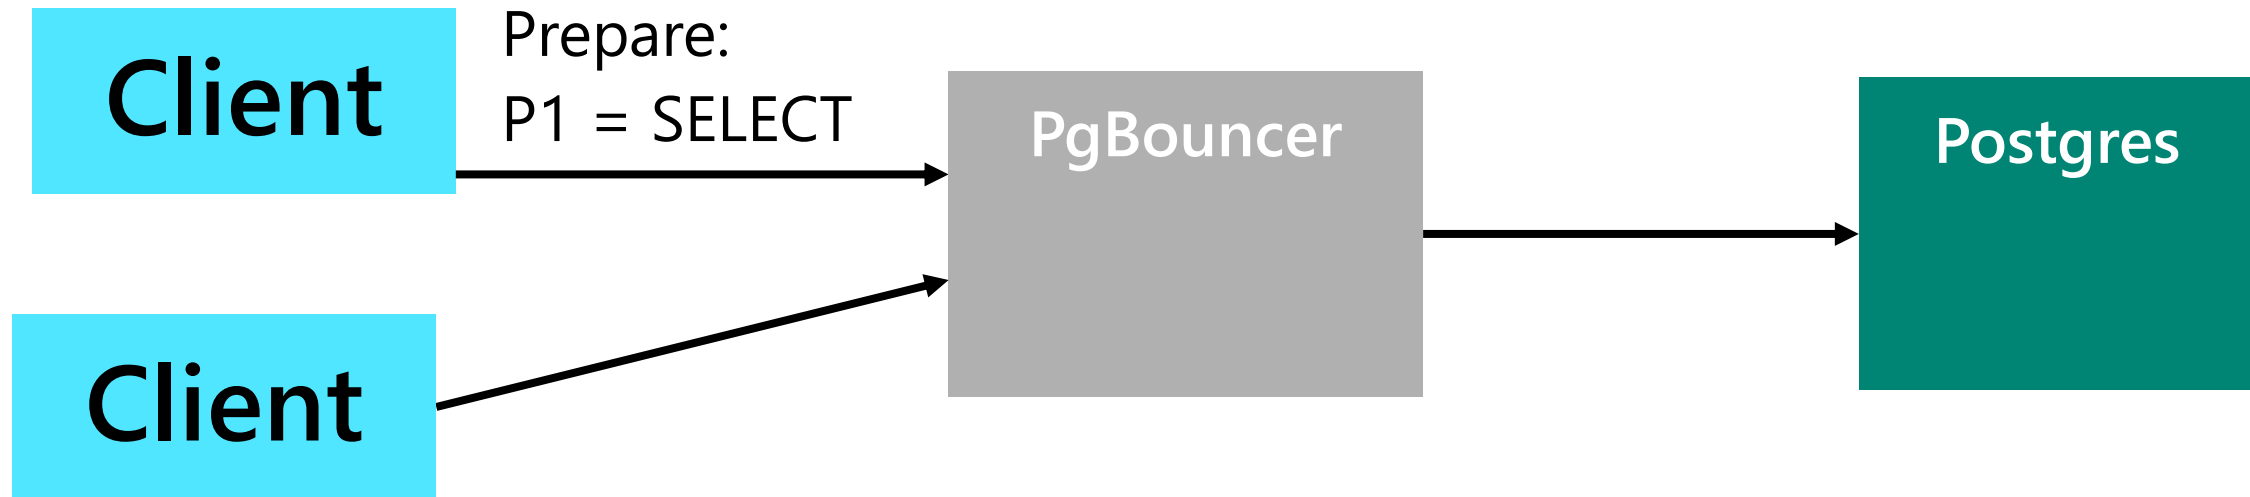 Client
Prepare:
P1 = SELECT
PgBouncer
Postgres
Client